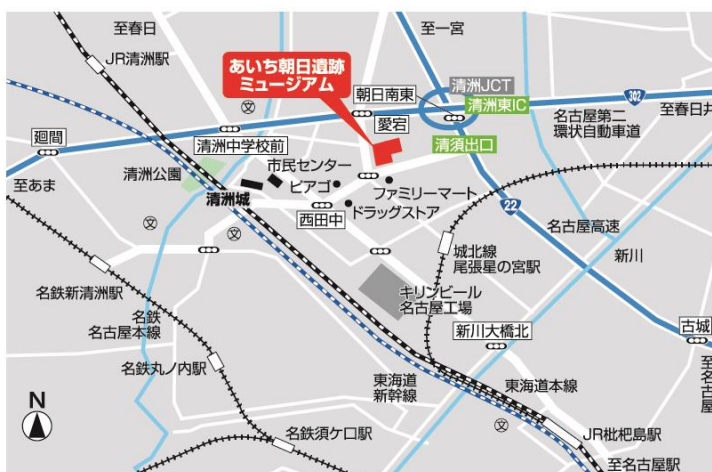 至春日
JR清洲駅
至一宮
あいち朝日遺跡
ミュージアム
朝日南東
清洲JCT
清洲東IC
302
至春日井
名古屋第二
環状自動車道
愛宕
清須出口
廻間
清洲中学校前
文
至あま
清洲公園
市民センター
ピアゴ
ファミリーマート
ドラッグストア
清洲城
西田中
22
名古屋高速
新川
城北線
尾張星の宮駅
文
文
名鉄新清洲駅
キリンビール
名古屋工場
名鉄
名古屋本線
新川大橋北
古城
至名古屋
名鉄丸ノ内駅
東海道
新幹線
東海道本線
N
名鉄須ケ口駅
文
JR枇杷島駅
至名古屋駅